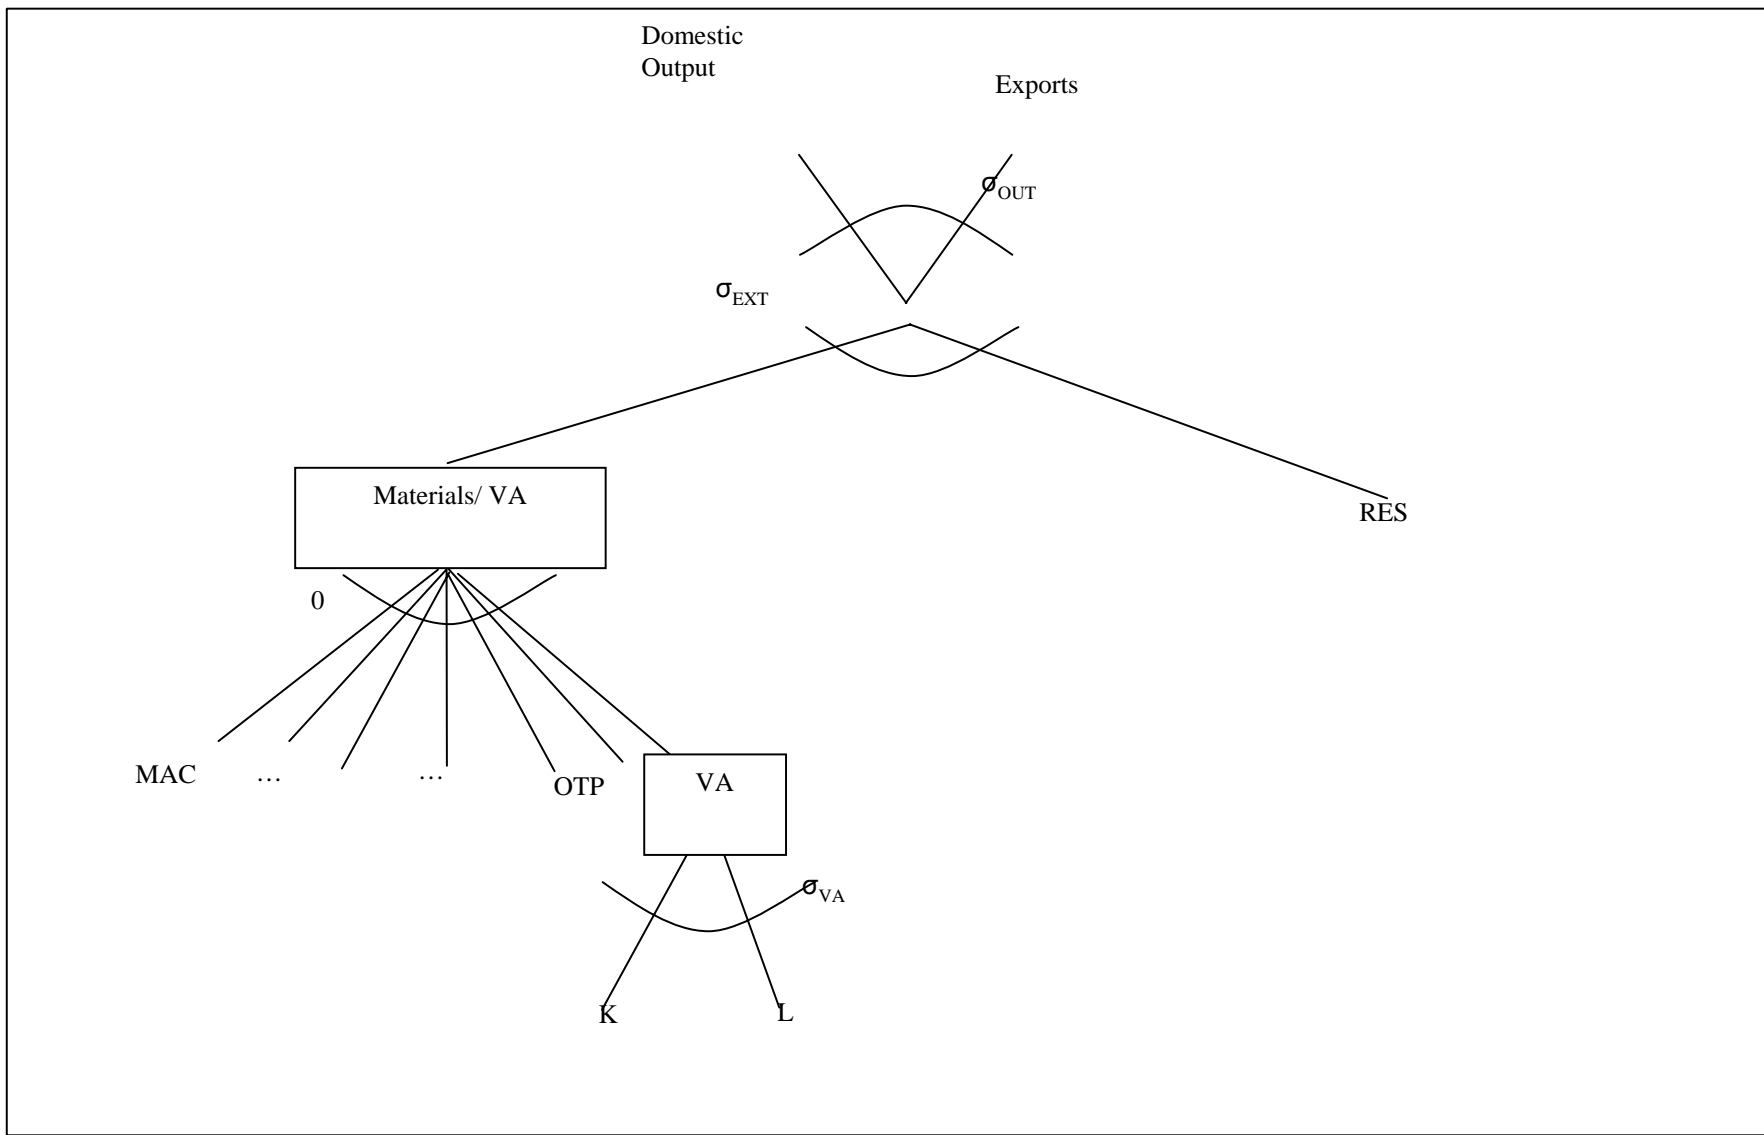 Domestic
Output
Exports
σOUT
σEXT
Materials/ VA
RES
0
MAC
…
…
OTP
VA
σVA
K
L